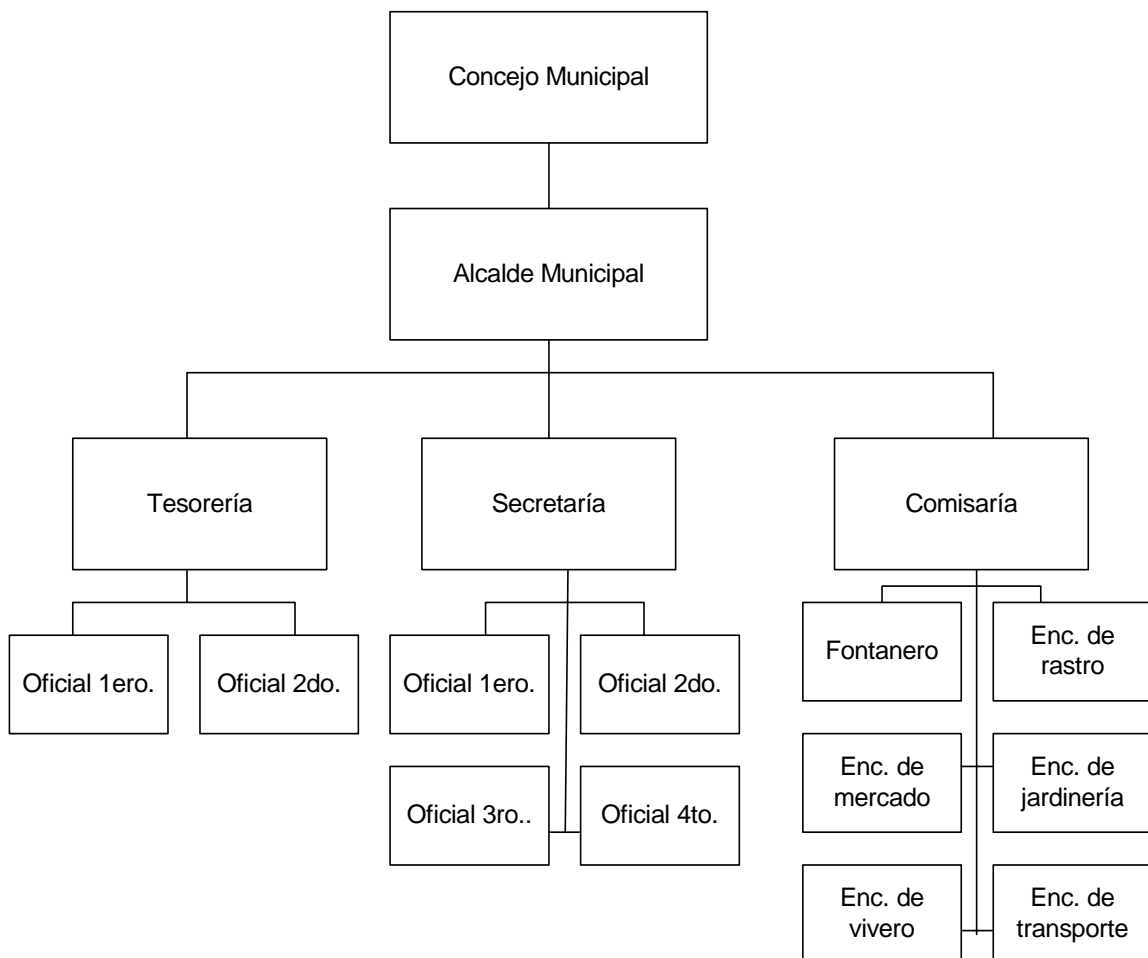 Concejo Municipal
Alcalde Municipal
Tesorería
Secretaría
Comisaría
Oficial 1ero.
Oficial 2do.
Oficial 1ero.
Oficial 2do.
Fontanero
Enc. de
rastro
Oficial 3ro..
Oficial 4to.
Enc. de
mercado
Enc. de
jardinería
Enc. de
vivero
Enc. de
transporte